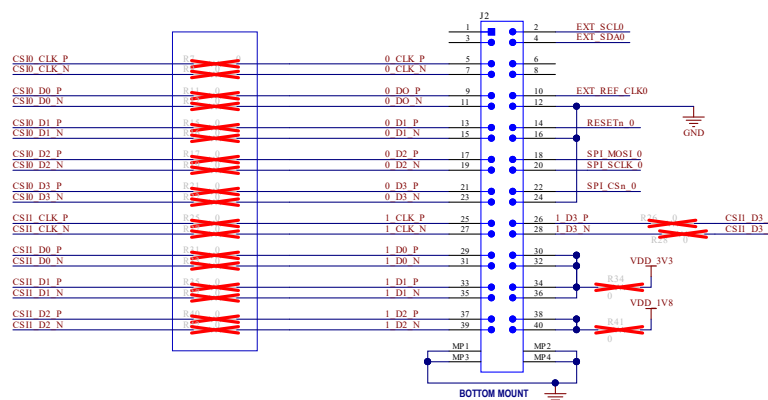 J2
1 2 EXT_SCL0
3 4 EXT_SDA0
CSI0_CLK_P 0_CLK_P 5 6
CSI0_CLK_N 0_CLK_N 7 8
CSI0_D0_P 0_DO_P 9 10 EXT_REF_CLK0
CSI0_D0_N 0_DO_N 11 12
GND
CSI0_D1_P 0_D1_P 13 14 RESETn_0
CSI0_D1_N 0_D1_N 15 16
CSI0_D2_P 0_D2_P 17 18 SPI_MOSI_0
CSI0_D2_N 0_D2_N 19 20 SPI_SCLK_0
CSI0_D3_P 0_D3_P 21 22 SPI_CSn_0
CSI0_D3_N 0_D3_N 23 24
CSI1_CLK_P 1_CLK_P 25 26 1_D3_P 0 CSI1_D3
CSI1_CLK_N 1_CLK_N 27 28 1_D3_N R28 0 CSI1_D3
CSI1_D0_P 1_D0_P 29 30
CSI1_D0_N 1_D0_N 31 32
VDD_3V3
CSI1_D1_P 1_D1_P 33 34 R34
CSI1_D1_N 1_D1_N 35 36 0
VDD_1V8
CSI1_D2_P 1_D2_P 37 38 R41
CSI1_D2_N 1_D2_N 39 40 0
MP1 MP2
MP3 MP4
BOTTOM MOUNT